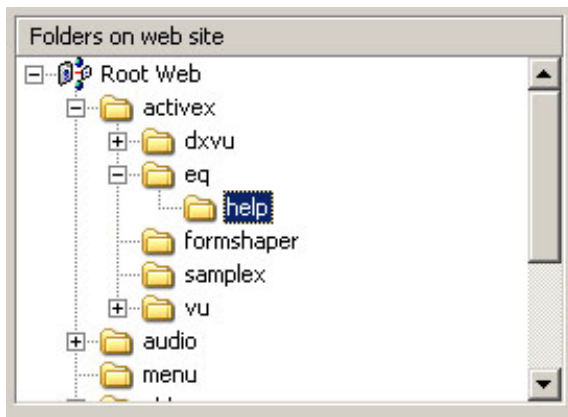 Folders on web site
Root Web
activex
dxvu
eq
help
formshaper
samplex
vu
audio
menu